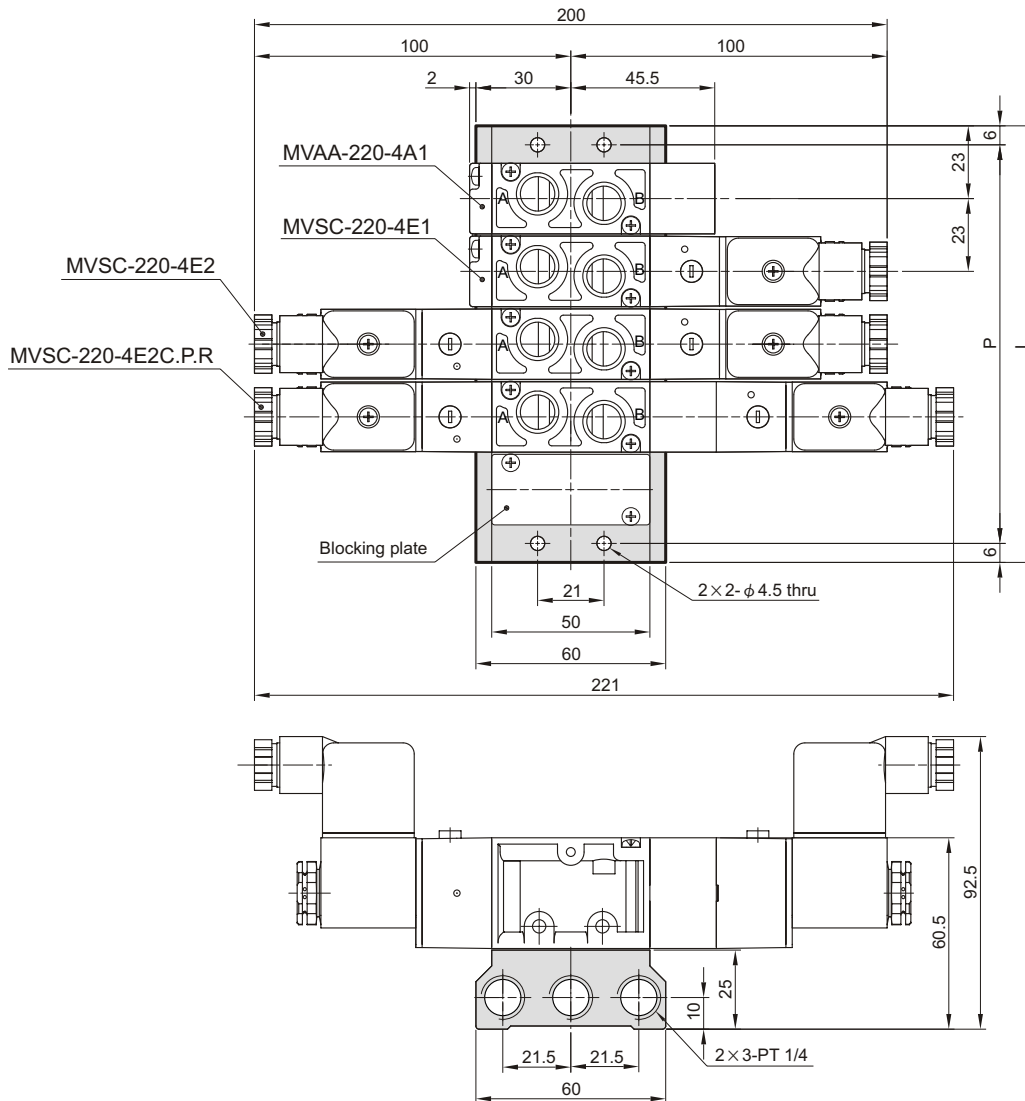 200
100
100
2
30
45.5
6
23
23
P
L
MVAA-220-4A1
MVSC-220-4E1
MVSC-220-4E2
MVSC-220-4E2C.P.R
A
B
A
B
A
B
A
B
Blocking plate
6
21
2×2-ϕ4.5 thru
50
60
221
92.5
60.5
25
10
21.5
21.5
2×3-PT 1/4
60